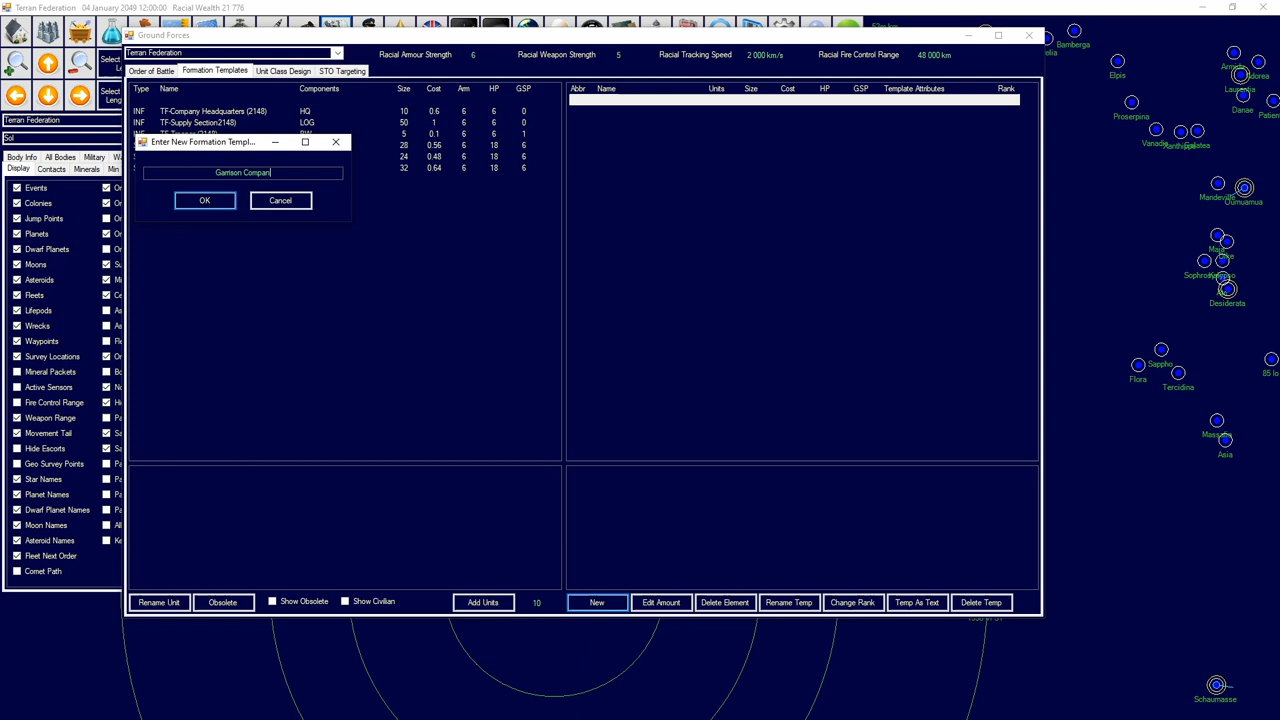 Terran Federation   04 January 2049 12:00:00   Racial Wealth 21 776
Ground Forces
Terran Federation
Racial Armour Strength 6
Racial Weapon Strength 5
Racial Tracking Speed 2 000 km/s
Racial Fire Control Range 48 000 km
Order of Battle
Formation Templates
Unit Class Design
STO Targeting
Type Name Components Size Cost Arm HP GSP
INF TF-Company Headquarters (2148) HQ 10 0.6 6 6 0
INF TF-Supply Section2148) LOG 50 1 6 6 0
5 0.1 6 6 1
28 0.56 6 18 6
24 0.48 6 18 6
32 0.64 6 18 6
Enter New Formation Templ...
Garrison Compan
OK
Cancel
Abbr Name Units Size Cost HP GSP Template Attributes Rank
Rename Unit
Obsolete
Show Obsolete
Show Civilian
Add Units
10
New
Edit Amount
Delete Element
Rename Temp
Change Rank
Temp As Text
Delete Temp
Select
Le
Select
Leng
Terran Federation
Sol
Body Info
All Bodies
Military
Display
Contacts
Minerals
Min
Events
Colonies
Jump Points
Planets
Dwarf Planets
Moons
Asteroids
Fleets
Lifepods
Wrecks
Waypoints
Survey Locations
Mineral Packets
Active Sensors
Fire Control Range
Weapon Range
Movement Tail
Hide Escorts
Geo Survey Points
Star Names
Planet Names
Dwarf Planet Names
Moon Names
Asteroid Names
Fleet Next Order
Comet Path
Bamberga
Elpis
Laurentia
Danae
Proserpina
Mandeville
Oumuamua
Desiderata
Sappho
Flora
Tercidina
85 Io
Asia
Schaumasse